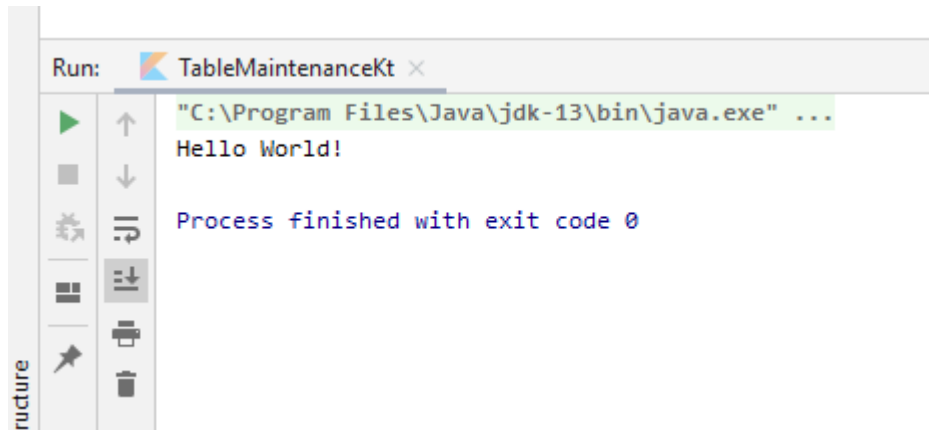 Run: TableMaintenanceKt
"C:\Program Files\Java\jdk-13\bin\java.exe" ...
Hello World!
Process finished with exit code 0
ructure